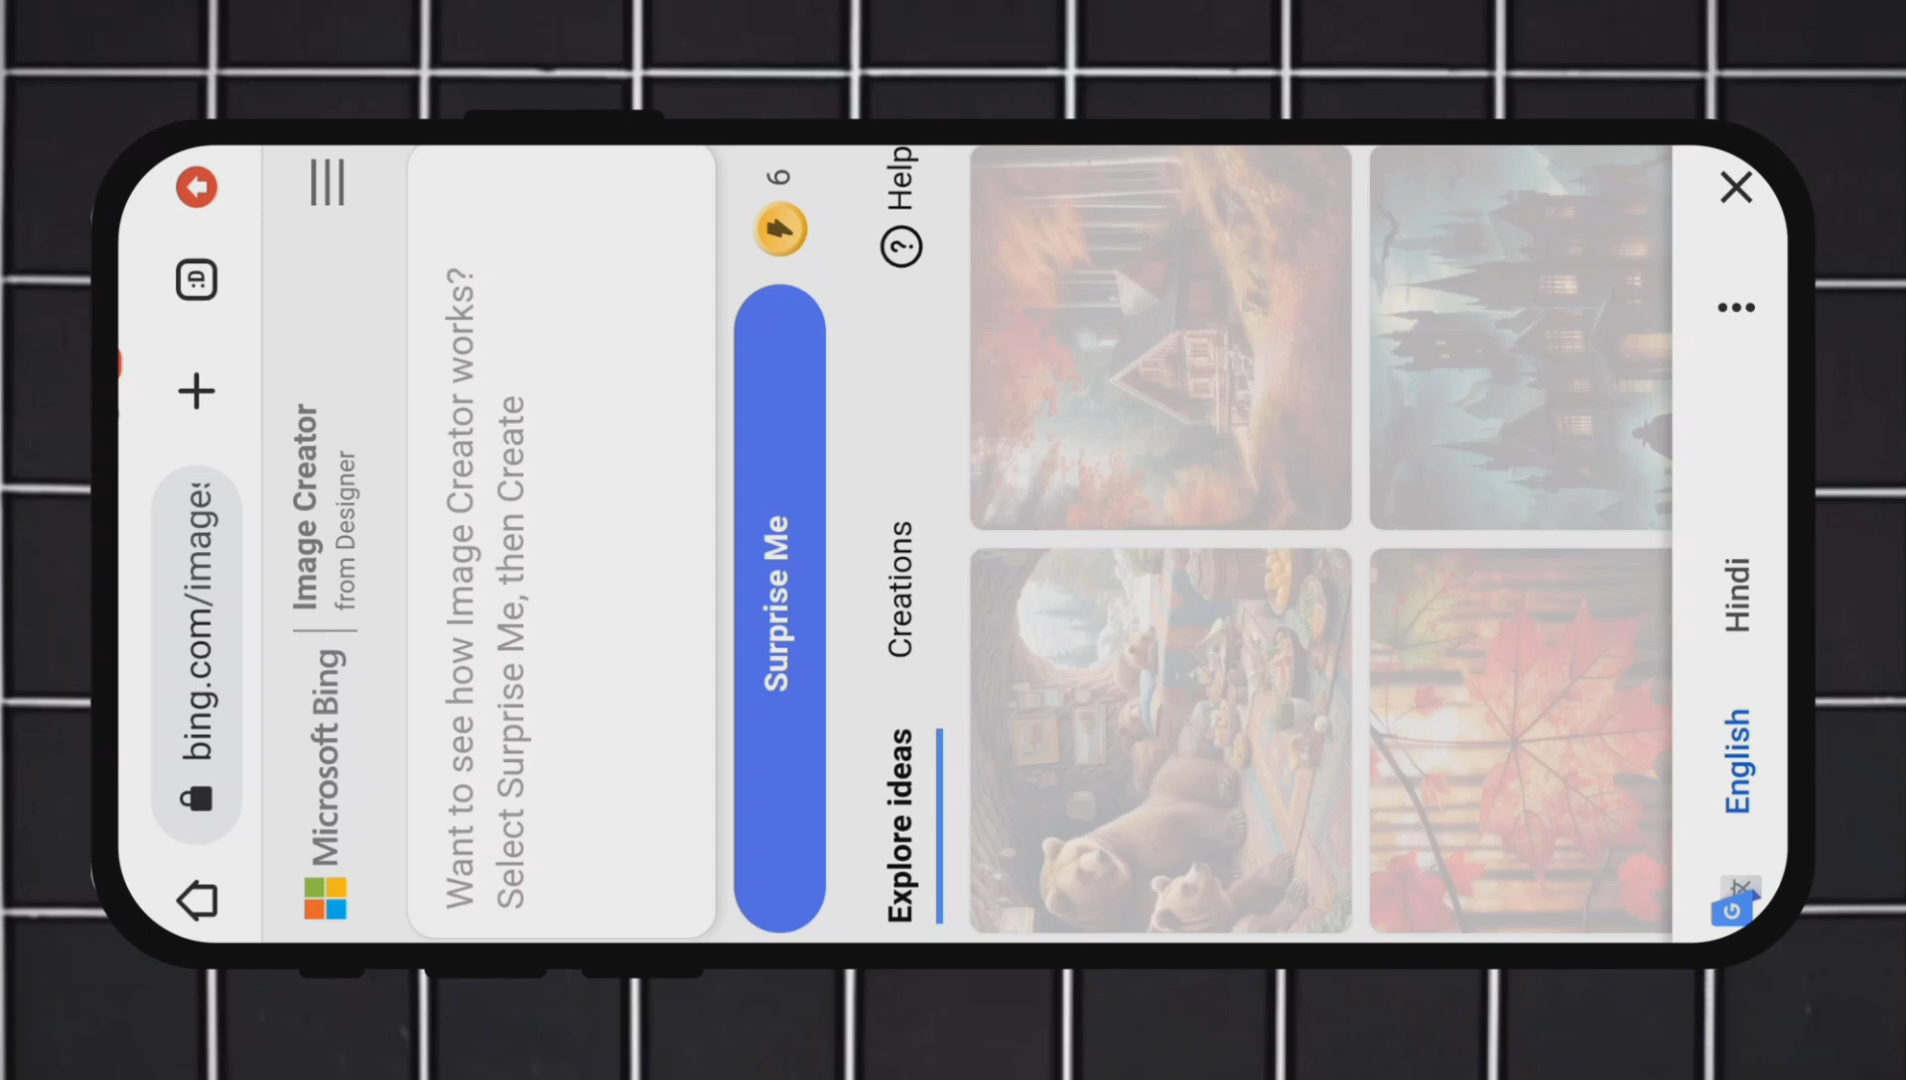 bing.com/images
:D
Microsoft Bing | Image Creator
from Designer
Want to see how Image Creator works?
Select Surprise Me, then Create
Surprise Me
6
Explore ideas
Creations
? Help
G 文
English
Hindi